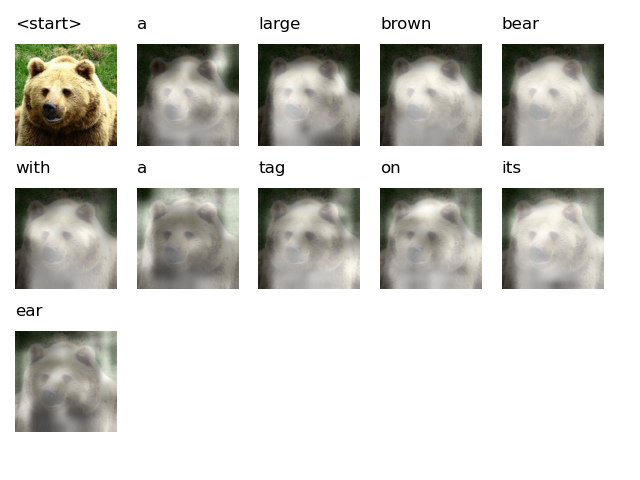 <start> a large brown bear
with a tag on its
ear